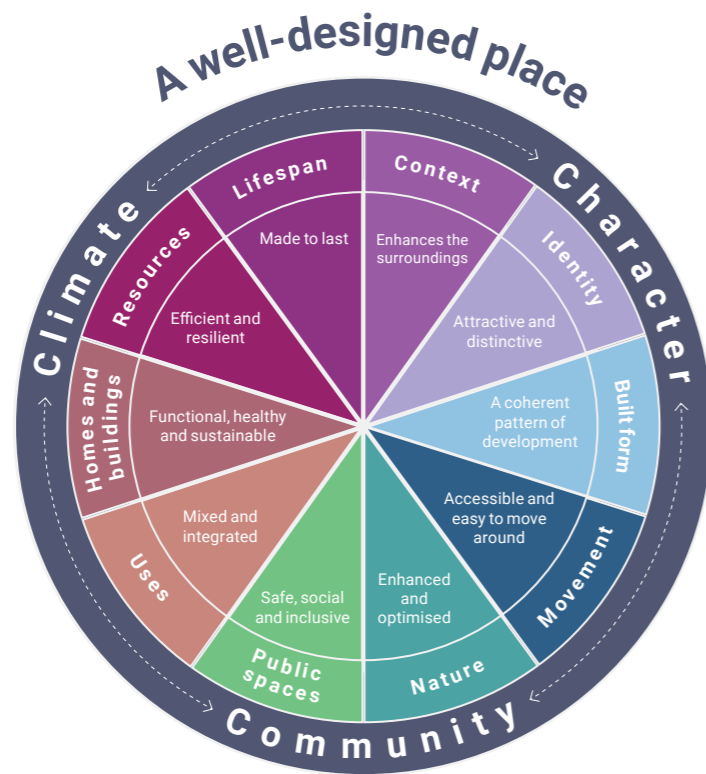 A well-designed place
Climate
Character
Community
Context
Enhances the
surroundings
Identity
Attractive and
distinctive
Built form
A coherent
pattern of
development
Movement
Accessible and
easy to move
around
Nature
Enhanced
and
optimised
Public
spaces
Safe, social
and inclusive
Uses
Mixed and
integrated
Homes and
buildings
Functional, healthy
and sustainable
Resources
Efficient and
resilient
Lifespan
Made to last